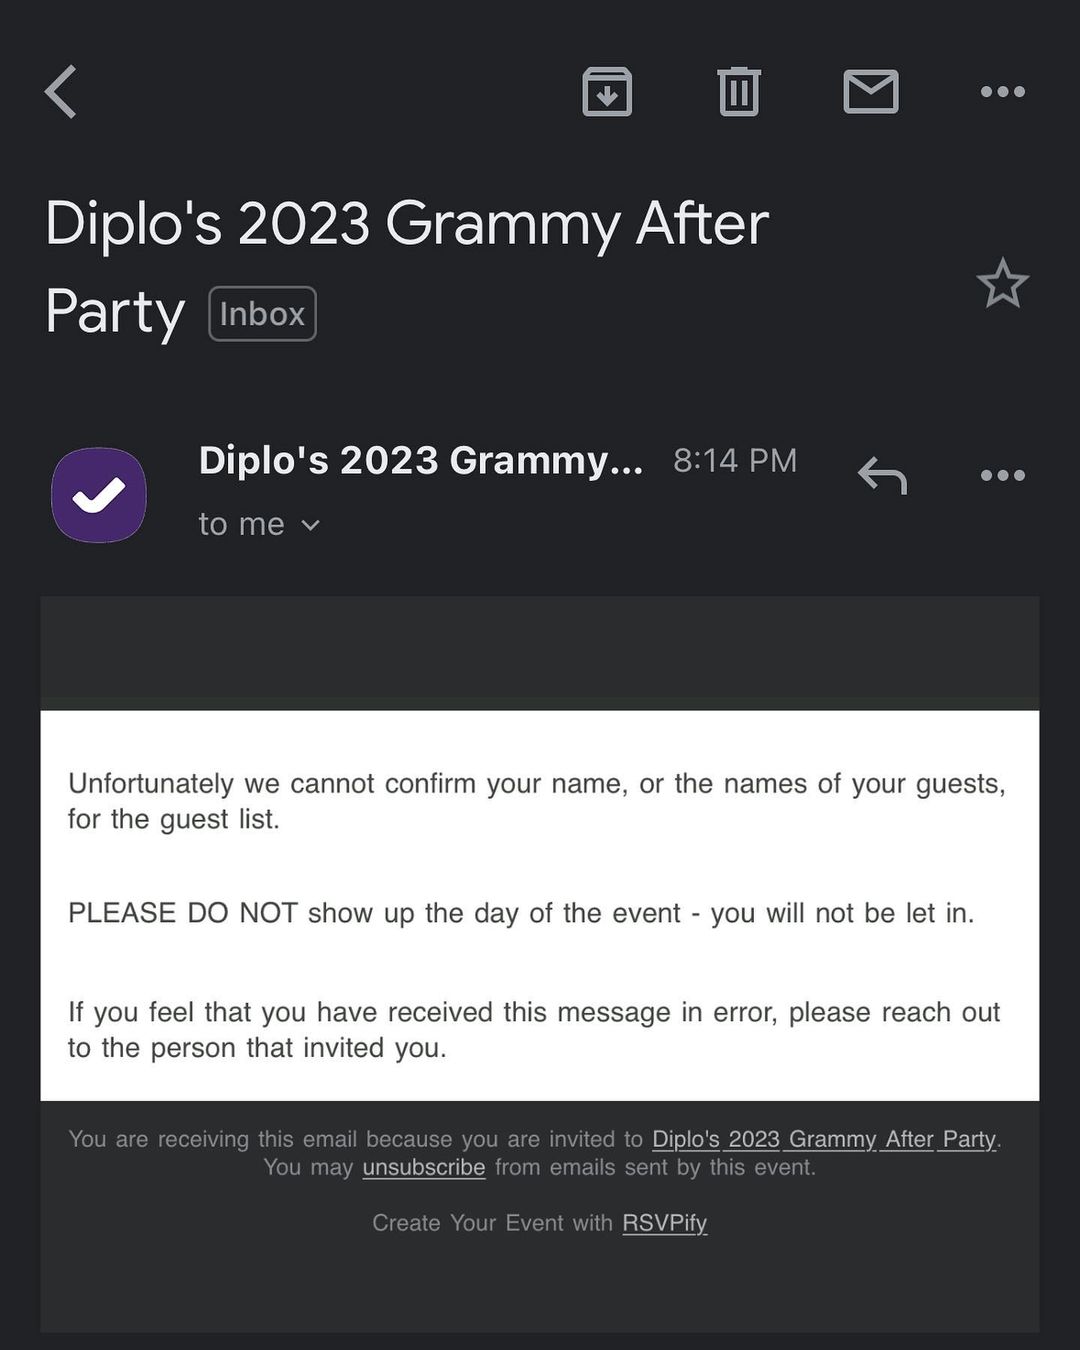 Diplo's 2023 Grammy After
Party Inbox
Diplo's 2023 Grammy... 8:14 PM
to me
Unfortunately we cannot confirm your name, or the names of your guests,
for the guest list.
PLEASE DO NOT show up the day of the event - you will not be let in.
If you feel that you have received this message in error, please reach out
to the person that invited you.
You are receiving this email because you are invited to Diplo's 2023 Grammy After Party.
You may unsubscribe from emails sent by this event.
Create Your Event with RSVPify